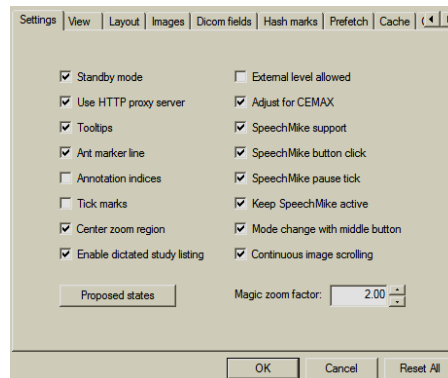 Settings View Layout Images Dicom fields Hash marks Prefetch Cache
Standby mode
Use HTTP proxy server
Tooltips
Ant marker line
Annotation indices
Tick marks
Center zoom region
Enable dictated study listing
Proposed states
External level allowed
Adjust for CEMAX
SpeechMike support
SpeechMike button click
SpeechMike pause tick
Keep SpeechMike active
Mode change with middle button
Continuous image scrolling
Magic zoom factor: 2.00
OK Cancel Reset All